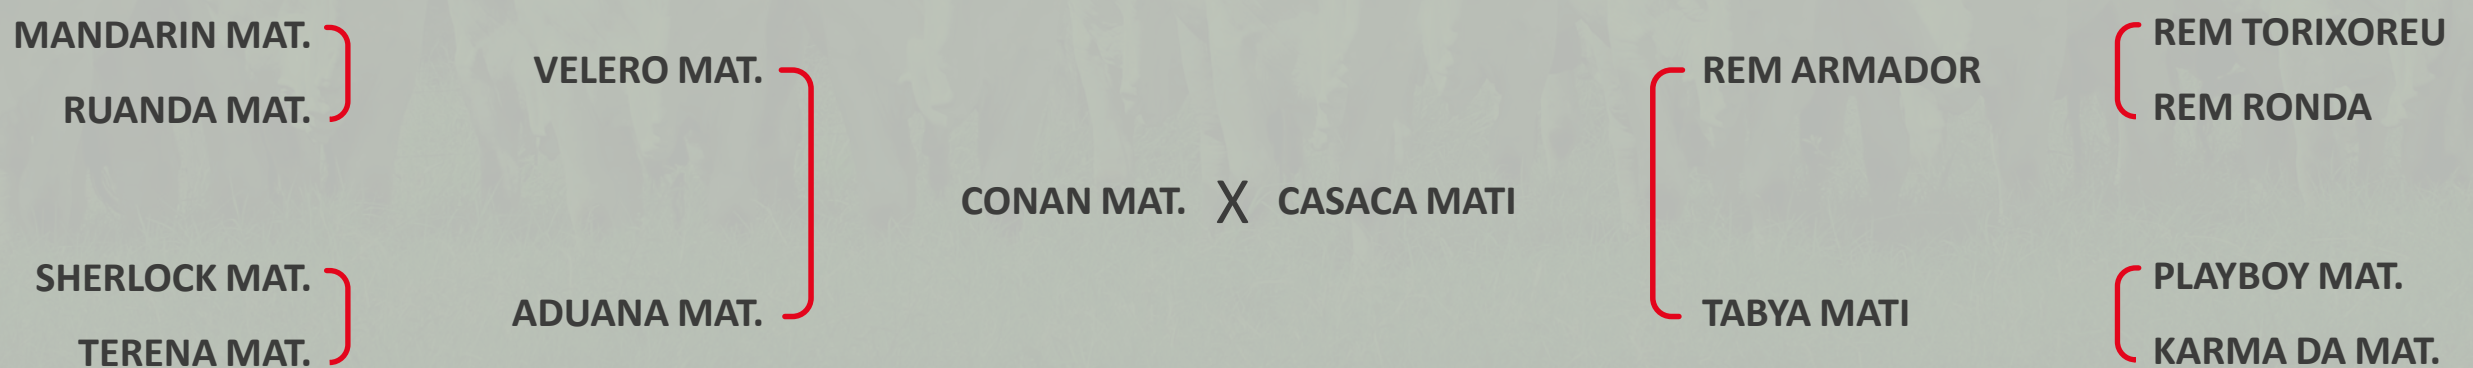 MANDARIN MAT.
RUANDA MAT.
VELERO MAT.
SHERLOCK MAT.
TERENA MAT.
ADUANA MAT.
CONAN MAT. X CASACA MATI
REM ARMADOR
REM TORIXOREU
REM RONDA
TABYA MATI
PLAYBOY MAT.
KARMA DA MAT.